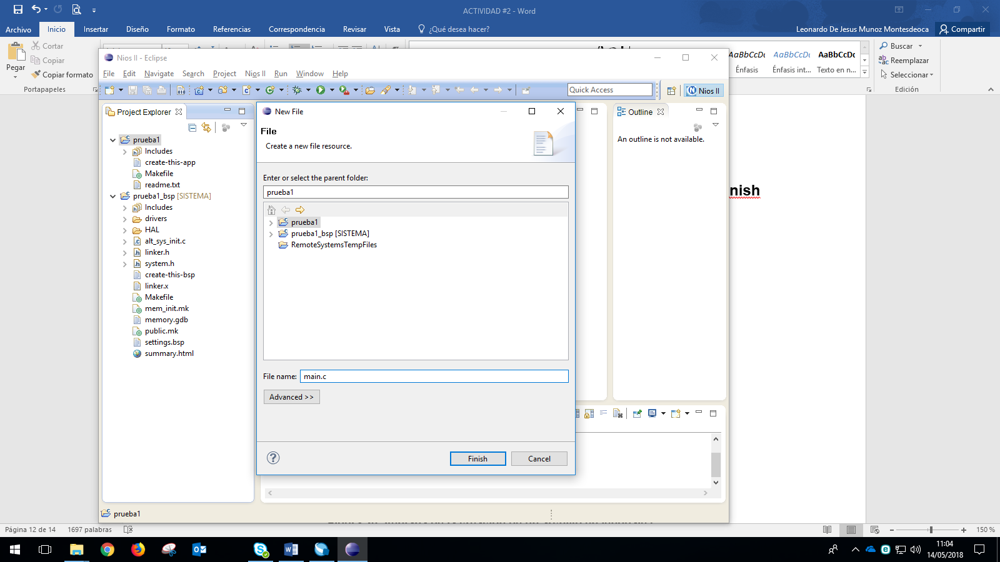 ACTIVIDAD #2 - Word
Archivo Inicio Insertar Diseño Formato Referencias Correspondencia Revisar Vista ¿Qué desea hacer? Leonardo De Jesus Munoz Montesdeoca Compartir
Pegar
Cortar
Copiar
Copiar formato
Portapapeles
AaBbCcDc AaBbCcDc AaBbCcDc
Énfasis Énfasis int... Texto en n...
Buscar
Reemplazar
Seleccionar
Edición
Nios II - Eclipse
File Edit Navigate Search Project Nios II Run Window Help
Quick Access
Nios II
Project Explorer
prueba1
Includes
create-this-app
Makefile
readme.txt
prueba1_bsp [SISTEMA]
Includes
drivers
HAL
alt_sys_init.c
linker.h
system.h
create-this-bsp
linker.x
Makefile
mem_init.mk
memory.gdb
public.mk
settings.bsp
summary.html
New File
File
Create a new file resource.
Enter or select the parent folder:
prueba1
prueba1
prueba1_bsp [SISTEMA]
RemoteSystemsTempFiles
File name: main.c
Advanced >>
Finish Cancel
Outline
An outline is not available.
nish
prueba1
Página 12 de 14 1697 palabras
150 %
11:04
14/05/2018